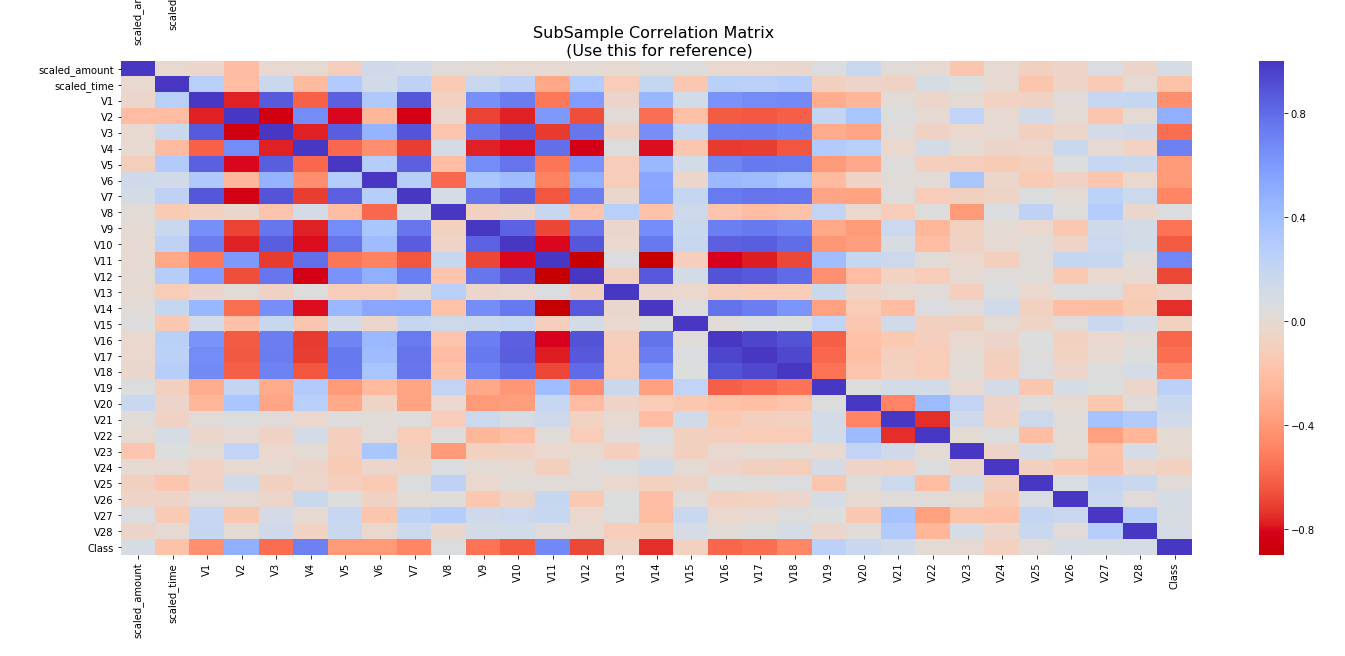 scaled_am
scaled
SubSample Correlation Matrix
(Use this for reference)
scaled_amount
scaled_time
V1
V2
V3
V4
V5
V6
V7
V8
V9
V10
V11
V12
V13
V14
V15
V16
V17
V18
V19
V20
V21
V22
V23
V24
V25
V26
V27
V28
Class
scaled_amount
scaled_time
V1
V2
V3
V4
V5
V6
V7
V8
V9
V10
V11
V12
V13
V14
V15
V16
V17
V18
V19
V20
V21
V22
V23
V24
V25
V26
V27
V28
Class
0.8
0.4
0.0
−0.4
−0.8